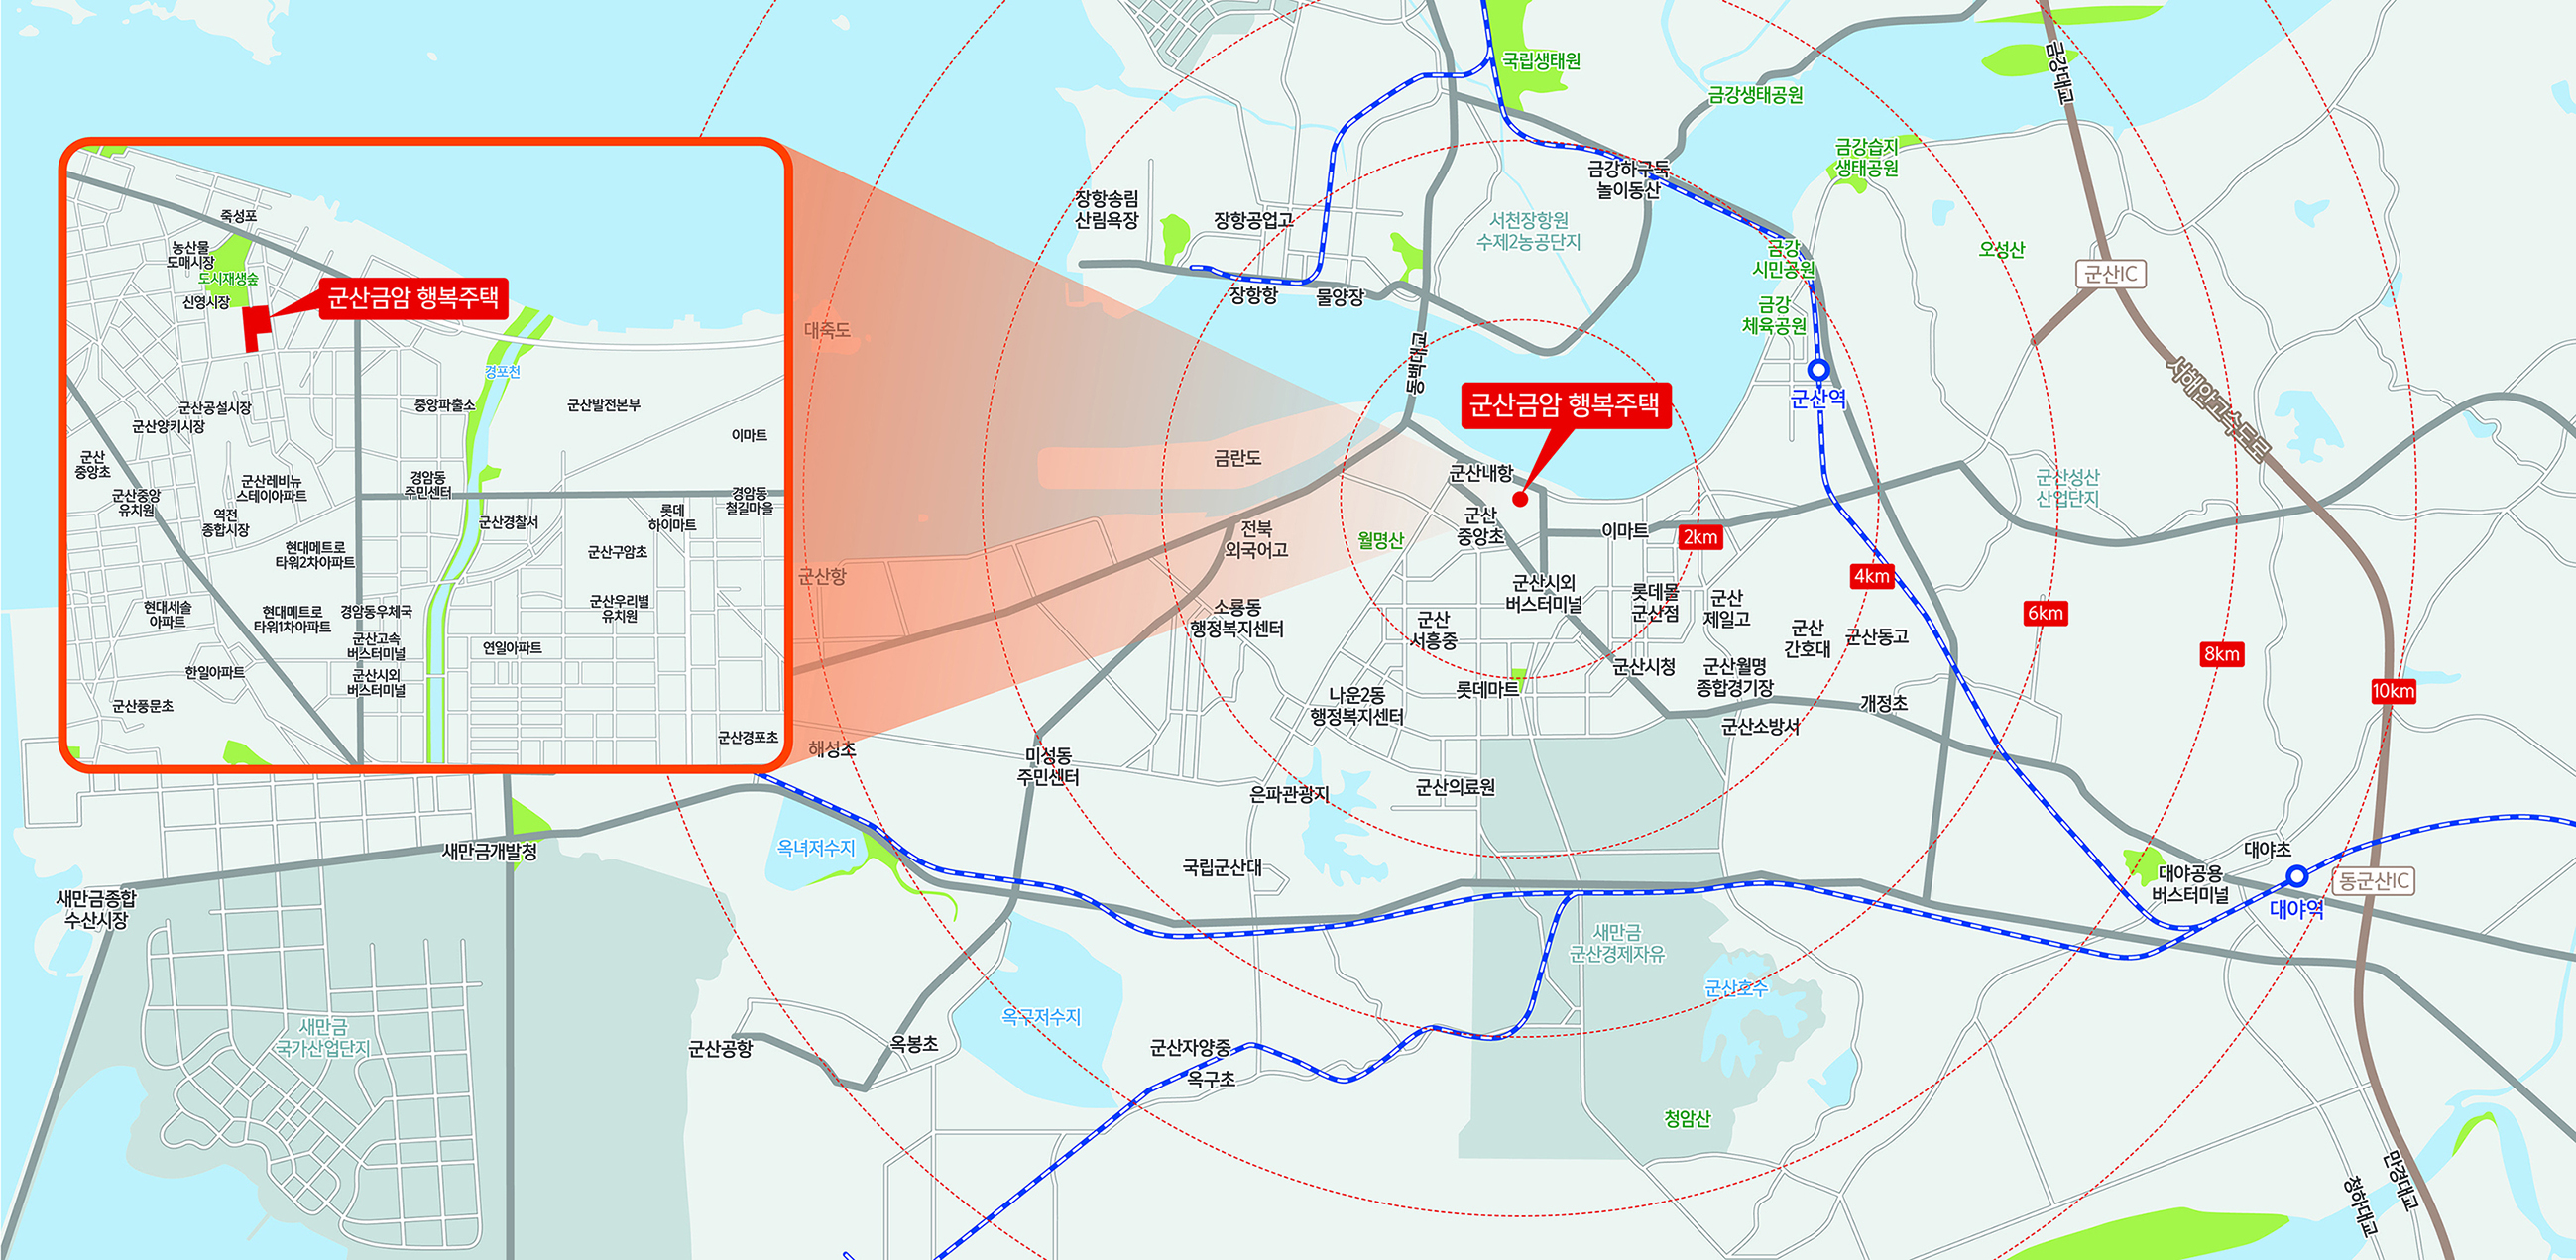 죽성포
농산물
도매시장
도시재생숲
신영시장
군산금암 행복주택
경포천
군산공설시장
군산양키시장
중앙파출소
군산발전본부
이마트
군산
중앙초
군산중앙
유치원
군산레비뉴
스테이아파트
역전
종합시장
경암동
주민센터
군산경찰서
롯데
하이마트
경암동
철길마을
현대메트로
타워2차아파트
군산구암초
현대세솔
아파트
현대메트로
타워1차아파트
경암동우체국
군산우리별
유치원
군산고속
버스터미널
연일아파트
한일아파트
군산시외
버스터미널
군산풍문초
군산경포초
국립생태원
금강생태공원
금강대교
금강습지
생태공원
금강하구둑
놀이동산
장항송림
산림욕장
장항공업고
서천장항원
수제2농공단지
금강
시민공원
오성산
군산IC
장항항
물양장
금강
체육공원
대죽도
동백대교
서해안고속도로
군산역
군산금암 행복주택
금란도
군산내항
군산성산
산업단지
군산
중앙초
전북
외국어고
월명산
이마트
2km
군산항
4km
군산시외
버스터미널
롯데몰
군산점
군산
제일고
6km
소룡동
행정복지센터
군산
서흥중
군산
간호대
군산동고
8km
군산시청
군산월명
종합경기장
10km
롯데마트
나운2동
행정복지센터
개정초
군산소방서
해성초
미성동
주민센터
은파관광지
군산의료원
옥녀저수지
새만금개발청
국립군산대
대야초
대야공용
버스터미널
동군산IC
대야역
새만금종합
수산시장
새만금
군산경제자유
군산호수
새만금
국가산업단지
옥구저수지
군산공항
옥봉초
군산자양중
옥구초
청암산
만경대교
청하대교